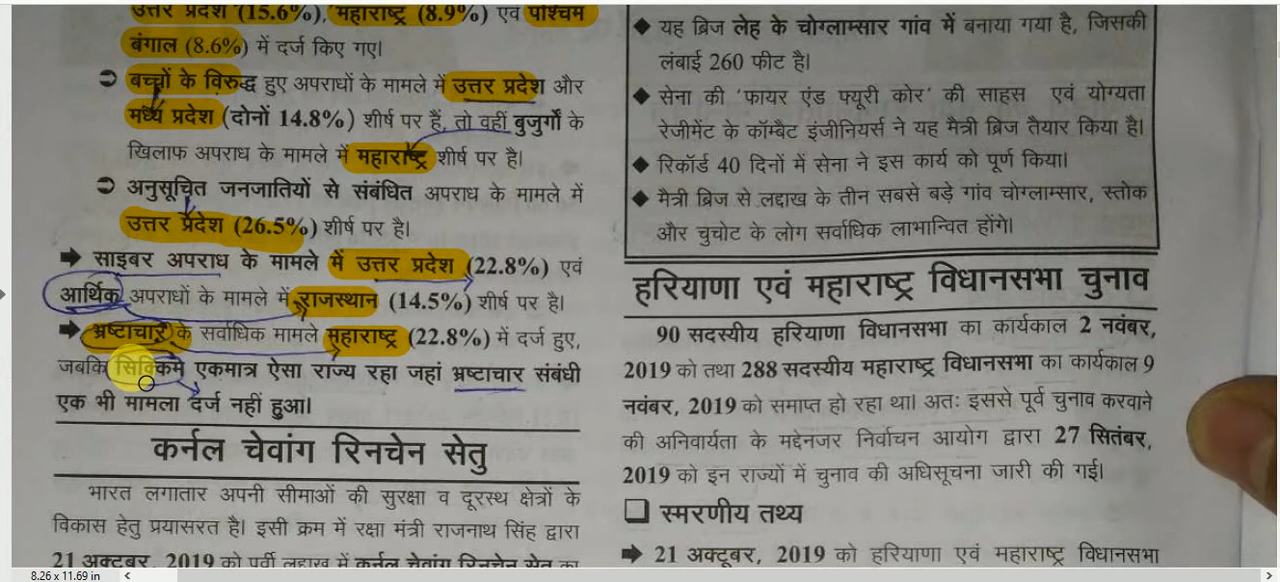 उत्तर प्रदेश (15.6%), महाराष्ट्र (8.9%) एवं पश्चिम
बंगाल (8.6%) में दर्ज किए गए।
➲ बच्चों के विरुद्ध हुए अपराधों के मामले में उत्तर प्रदेश और
मध्य प्रदेश (दोनों 14.8%) शीर्ष पर हैं, तो वहीं बुजुर्गों के
खिलाफ अपराध के मामले में महाराष्ट्र शीर्ष पर है।
➲ अनुसूचित जनजातियों से संबंधित अपराध के मामले में
उत्तर प्रदेश (26.5%) शीर्ष पर है।
➡ साइबर अपराध के मामले में उत्तर प्रदेश (22.8%) एवं
आर्थिक अपराधों के मामले में राजस्थान (14.5%) शीर्ष पर है।
➡ भ्रष्टाचार के सर्वाधिक मामले महाराष्ट्र (22.8%) में दर्ज हुए,
जबकि सिक्किम एकमात्र ऐसा राज्य रहा जहां भ्रष्टाचार संबंधी
एक भी मामला दर्ज नहीं हुआ।
कर्नल चेवांग रिनचेन सेतु
भारत लगातार अपनी सीमाओं की सुरक्षा व दूरस्थ क्षेत्रों के
विकास हेतु प्रयासरत है। इसी क्रम में रक्षा मंत्री राजनाथ सिंह द्वारा
21 अक्टूबर, 2019 को पूर्वी लद्दाख में कर्नल चेवांग रिनचेन सेतु का
◆ यह ब्रिज लेह के चोग्लाम्सार गांव में बनाया गया है, जिसकी
लंबाई 260 फीट है।
◆ सेना की 'फायर एंड फ्यूरी कोर' की साहस एवं योग्यता
रेजीमेंट के कॉम्बैट इंजीनियर्स ने यह मैत्री ब्रिज तैयार किया है।
◆ रिकॉर्ड 40 दिनों में सेना ने इस कार्य को पूर्ण किया।
◆ मैत्री ब्रिज से लद्दाख के तीन सबसे बड़े गांव चोग्लाम्सार, स्तोक
और चुचोट के लोग सर्वाधिक लाभान्वित होंगे।
हरियाणा एवं महाराष्ट्र विधानसभा चुनाव
90 सदस्यीय हरियाणा विधानसभा का कार्यकाल 2 नवंबर,
2019 को तथा 288 सदस्यीय महाराष्ट्र विधानसभा का कार्यकाल 9
नवंबर, 2019 को समाप्त हो रहा था। अतः इससे पूर्व चुनाव करवाने
की अनिवार्यता के मद्देनजर निर्वाचन आयोग द्वारा 27 सितंबर,
2019 को इन राज्यों में चुनाव की अधिसूचना जारी की गई।
❑ स्मरणीय तथ्य
➡ 21 अक्टूबर, 2019 को हरियाणा एवं महाराष्ट्र विधानसभा
8.26 x 11.69 in